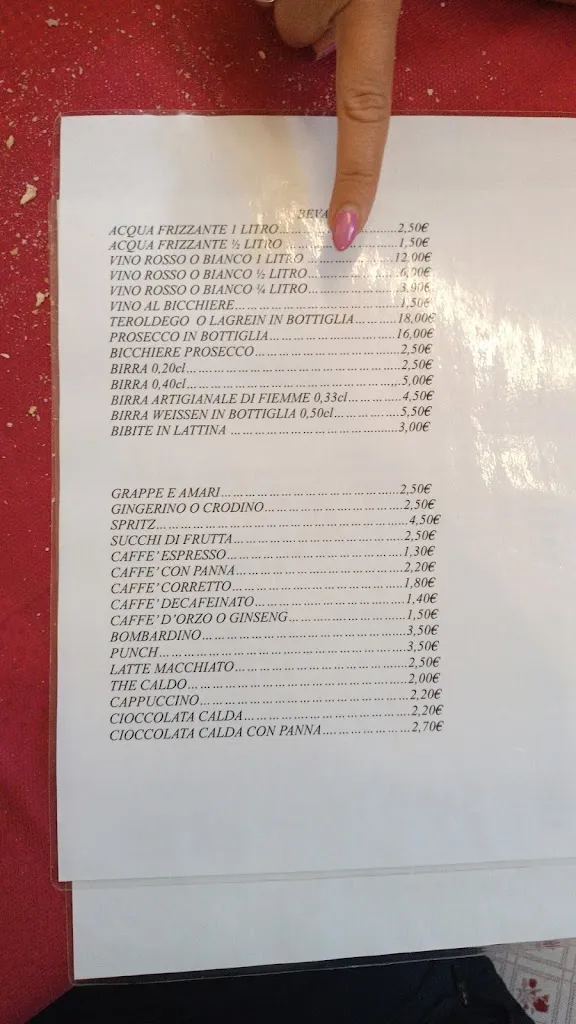 ACQUA FRIZZANTE 1 LITRO..................2,50€
ACQUA FRIZZANTE ½ LITRO..................1,50€
VINO ROSSO O BIANCO 1 LITRO..................12,00€
VINO ROSSO O BIANCO ½ LITRO..................6,00€
VINO ROSSO O BIANCO ¼ LITRO..................3,00€
VINO AL BICCHIERE..................1,50€
TEROLDEGO O LAGREIN IN BOTTIGLIA............18,00€
PROSECCO IN BOTTIGLIA..................16,00€
BICCHIERE PROSECCO..................2,50€
BIRRA 0,20cl..................2,50€
BIRRA 0,40cl..................5,00€
BIRRA ARTIGIANALE DI FIEMME 0,33cl............4,50€
BIRRA WEISSEN IN BOTTIGLIA 0,50cl............5,50€
BIBITE IN LATTINA ..................3,00€
GRAPPE E AMARI..................2,50€
GINGERINO O CRODINO..................2,50€
SPRITZ..................4,50€
SUCCHI DI FRUTTA..................2,50€
CAFFE' ESPRESSO..................1,30€
CAFFE' CON PANNA..................2,20€
CAFFE' CORRETTO..................1,80€
CAFFE' DECAFEINATO..................1,40€
CAFFE' D'ORZO O GINSENG..................1,50€
BOMBARDINO..................3,50€
PUNCH..................3,50€
LATTE MACCHIATO..................2,50€
THE CALDO..................2,00€
CAPPUCCINO..................2,20€
CIOCCOLATA CALDA..................2,20€
CIOCCOLATA CALDA CON PANNA..................2,70€